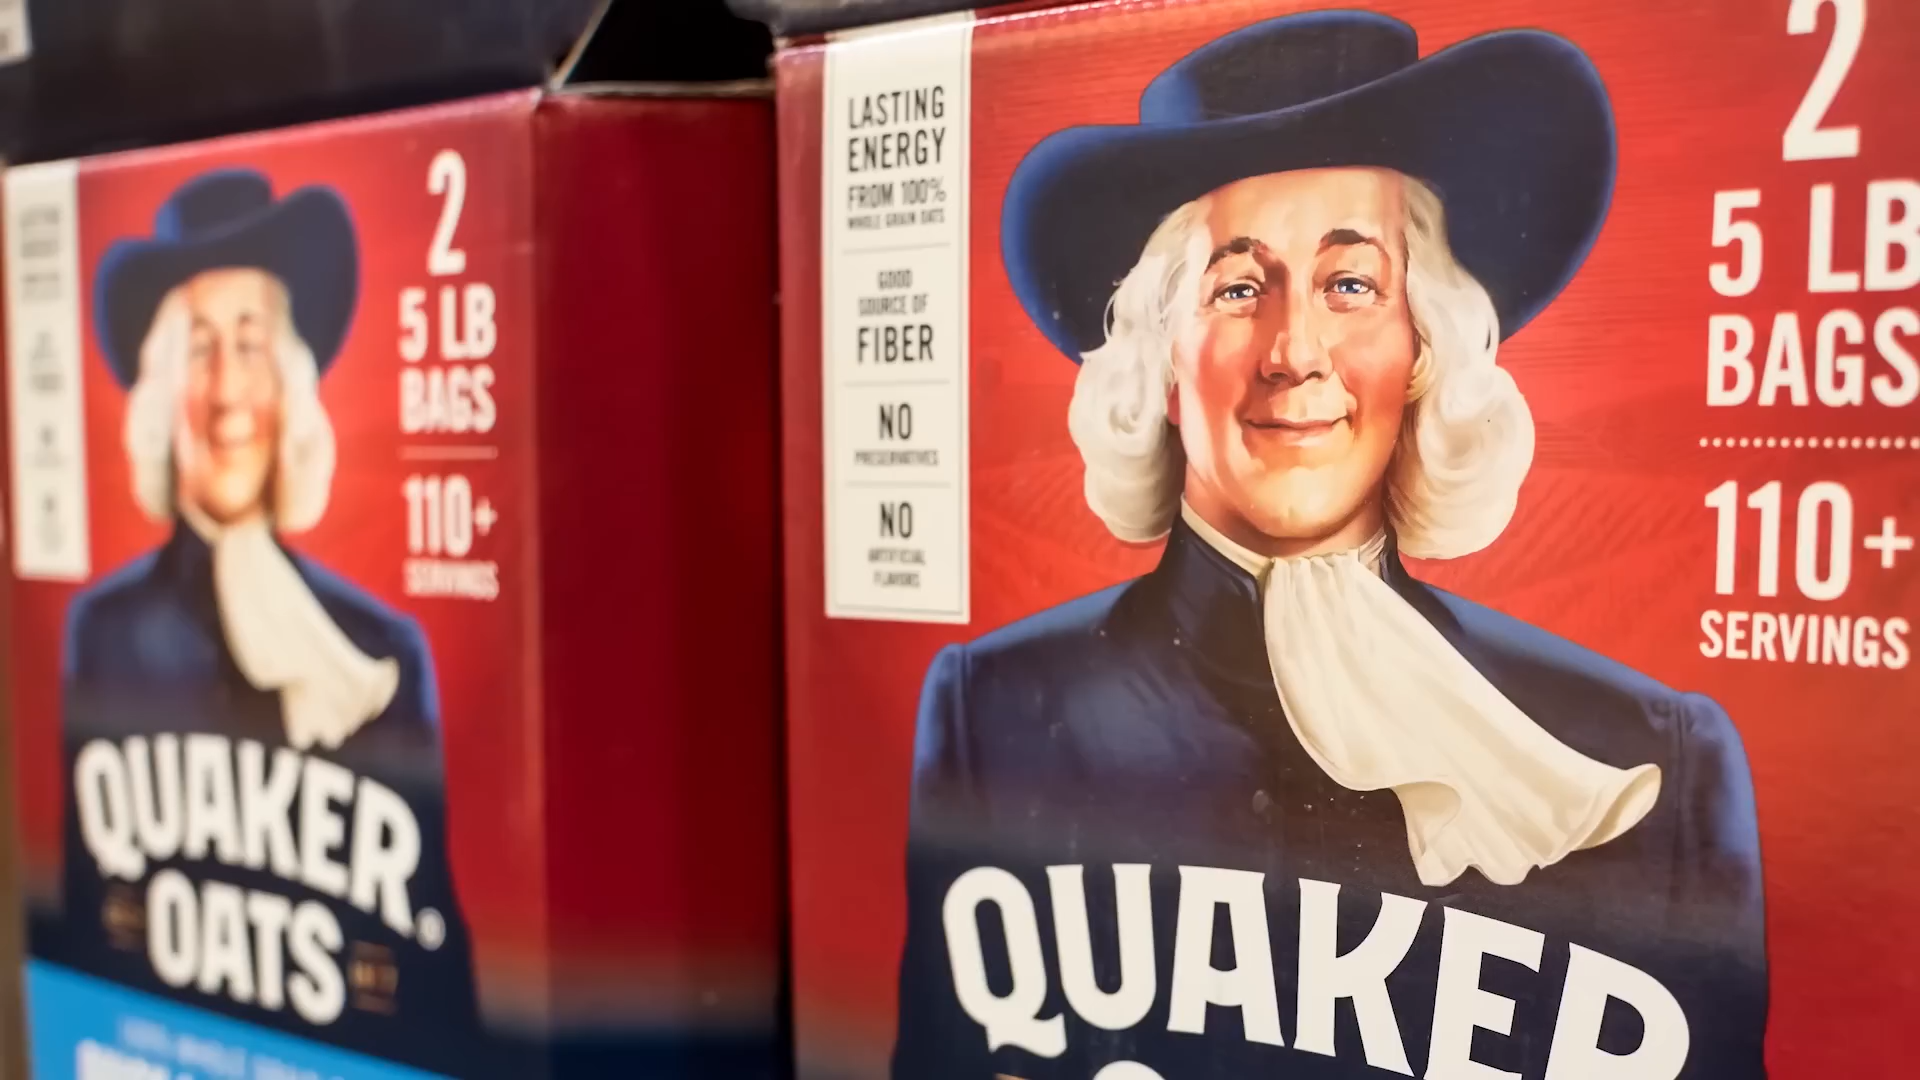 2
5 LB
BAGS
110+
SERVINGS
QUAKER
OATS
LASTING
ENERGY
FROM 100%
WHOLE GRAIN OATS
GOOD
SOURCE OF
FIBER
NO
PRESERVATIVES
NO
ARTIFICIAL
FLAVORS
2
5 LB
BAGS
110+
SERVINGS
QUAKER